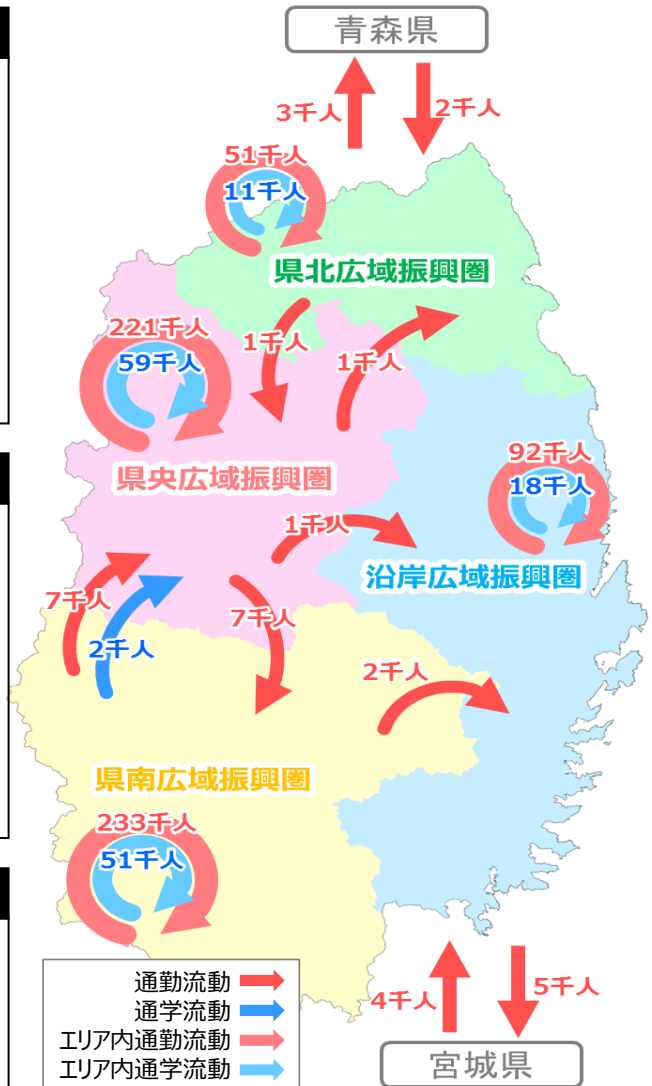 青森県
3千人
2千人
51千人
11千人
県北広域振興圏
221千人
59千人
1千人
1千人
県央広域振興圏
92千人
18千人
1千人
沿岸広域振興圏
7千人
2千人
7千人
2千人
県南広域振興圏
233千人
51千人
通勤流動
通学流動
エリア内通勤流動
エリア内通学流動
4千人
5千人
宮城県